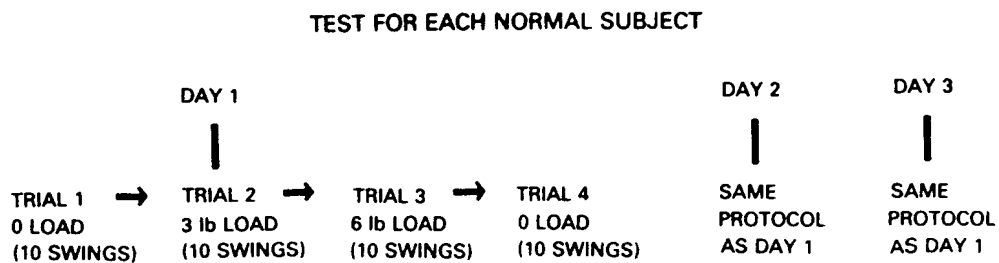 TEST FOR EACH NORMAL SUBJECT
DAY 1
DAY 2
DAY 3
TRIAL 1 → TRIAL 2 → TRIAL 3 → TRIAL 4
0 LOAD 3 lb LOAD 6 lb LOAD 0 LOAD
(10 SWINGS) (10 SWINGS) (10 SWINGS) (10 SWINGS)
SAME
PROTOCOL
AS DAY 1
SAME
PROTOCOL
AS DAY 1